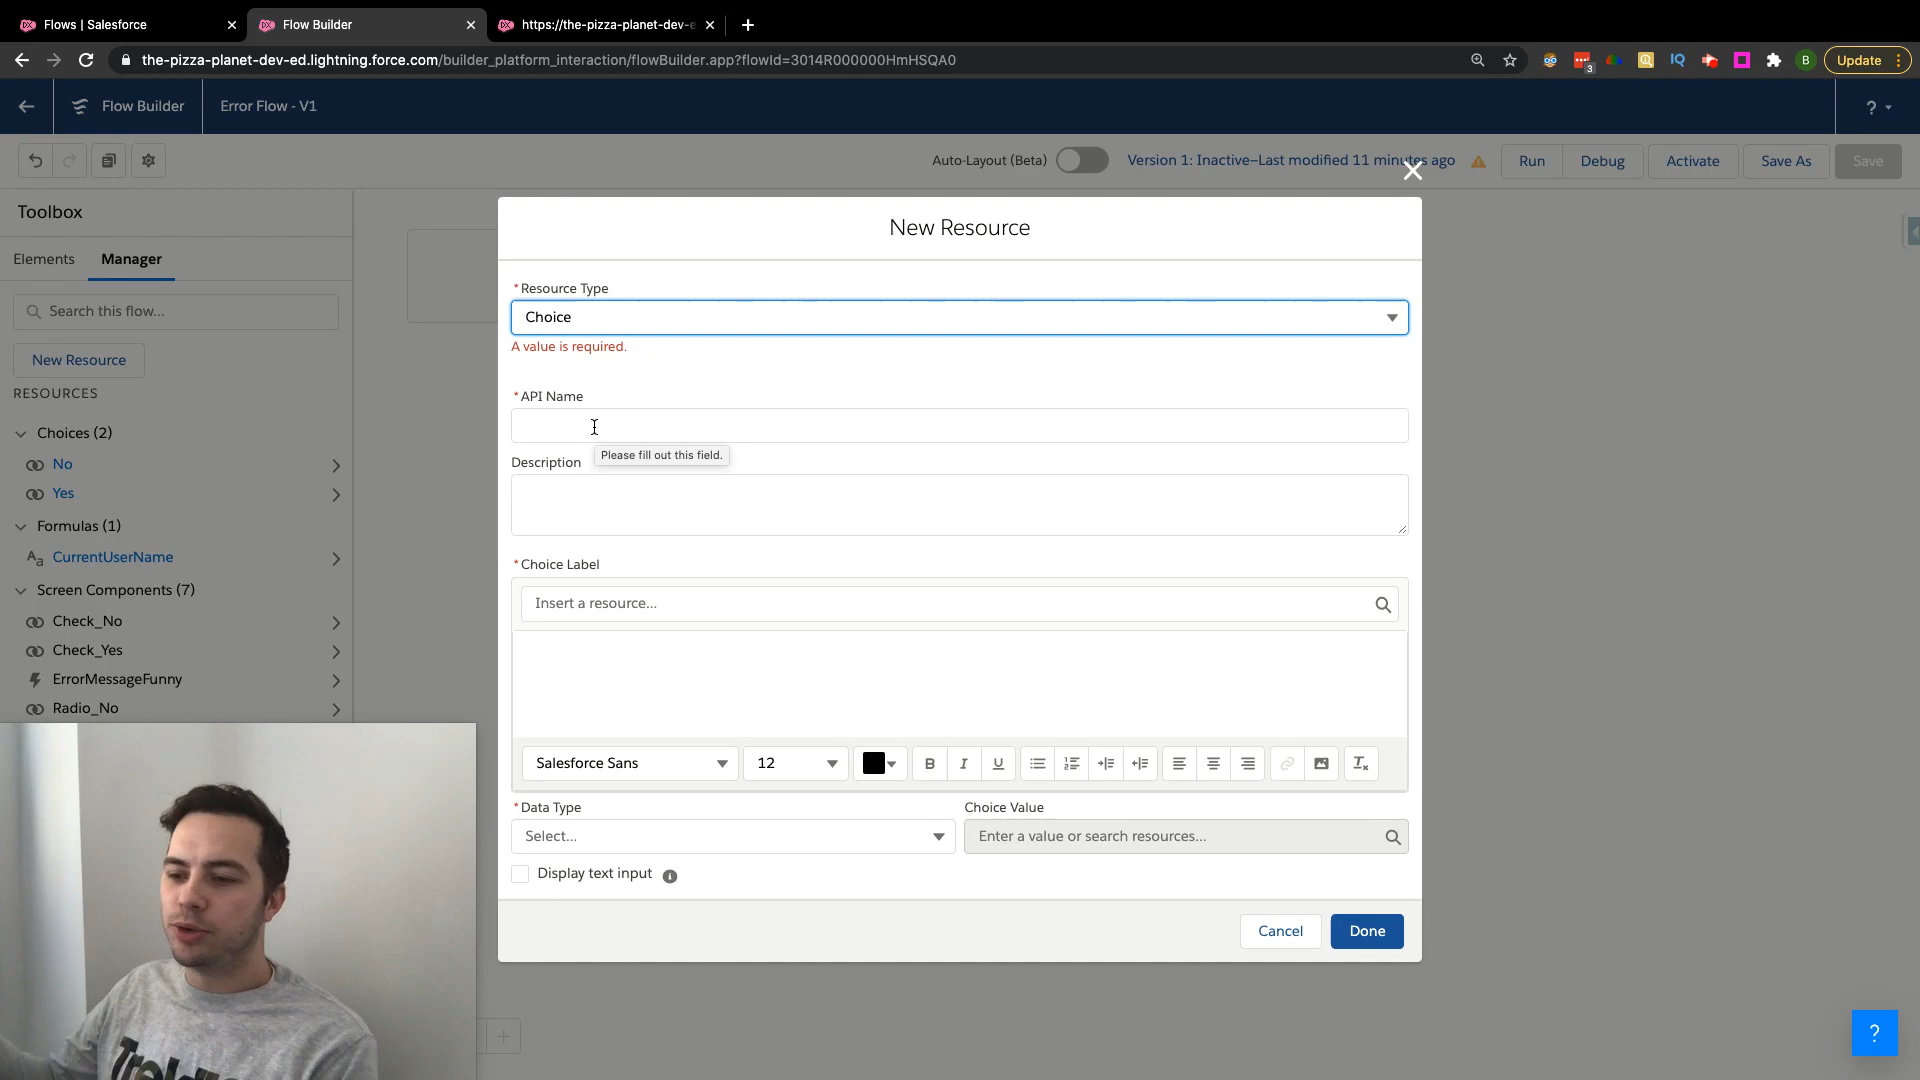 Flows | Salesforce
Flow Builder
https://the-pizza-planet-dev-e
the-pizza-planet-dev-ed.lightning.force.com/builder_platform_interaction/flowBuilder.app?flowId=3014R000000HmHSQA0
3
IQ
B
Update
Flow Builder
Error Flow - V1
?
Auto-Layout (Beta)
Version 1: Inactive–Last modified 11 minutes ago
Run
Debug
Activate
Save As
Save
Toolbox
Elements
Manager
Search this flow...
New Resource
RESOURCES
Choices (2)
No
Yes
Formulas (1)
Aa CurrentUserName
Screen Components (7)
Check_No
Check_Yes
ErrorMessageFunny
Radio_No
New Resource
* Resource Type
Choice
A value is required.
* API Name
Please fill out this field.
Description
* Choice Label
Insert a resource...
Salesforce Sans
12
B
I
U
* Data Type
Choice Value
Select...
Enter a value or search resources...
Display text input
Cancel
Done
?